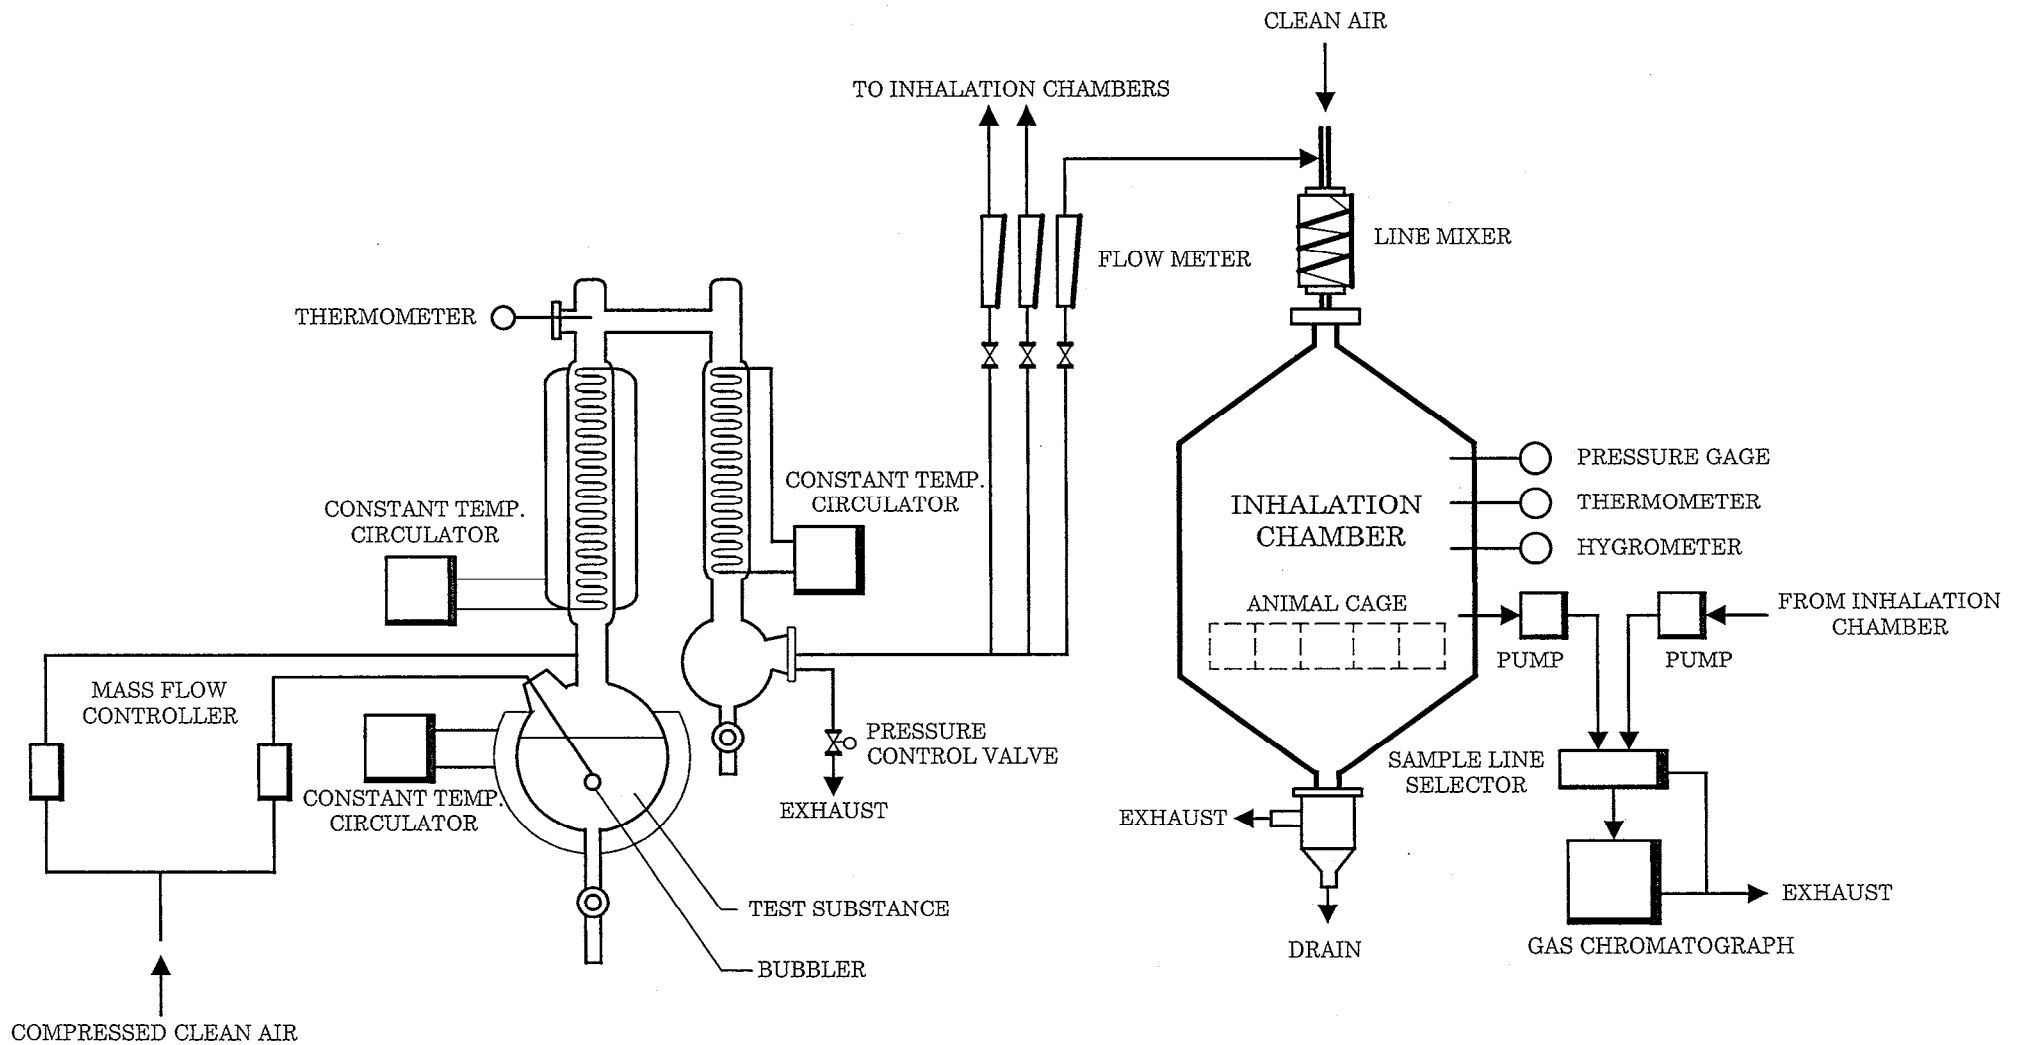 CLEAN AIR
TO INHALATION CHAMBERS
LINE MIXER
FLOW METER
THERMOMETER
PRESSURE GAGE
CONSTANT TEMP.
CIRCULATOR
THERMOMETER
INHALATION
CHAMBER
CONSTANT TEMP.
CIRCULATOR
HYGROMETER
ANIMAL CAGE
FROM INHALATION
CHAMBER
PUMP
PUMP
MASS FLOW
CONTROLLER
PRESSURE
CONTROL VALVE
SAMPLE LINE
SELECTOR
CONSTANT TEMP.
CIRCULATOR
EXHAUST
EXHAUST
EXHAUST
TEST SUBSTANCE
GAS CHROMATOGRAPH
DRAIN
BUBBLER
COMPRESSED CLEAN AIR